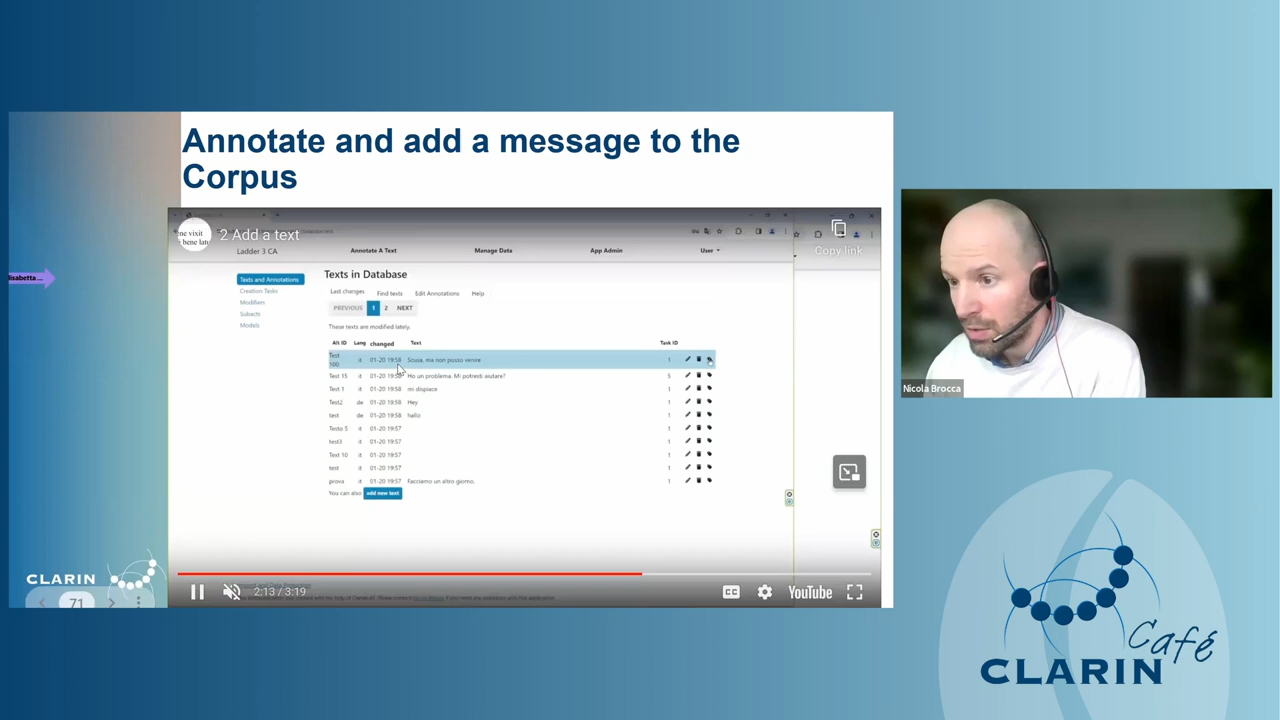 Annotate and add a message to the
Corpus
2 Add a text
Copy link
Ladder 3 CA
Annotate A Text
Manage Data
App Admin
User
Texts and Annotations
Creation Tasks
Modifiers
Subacts
Models
Texts in Database
Last changes
Find texts
Edit Annotations
Help
PREVIOUS 1 2 NEXT
These texts are modified lately.
Alt ID Lang changed Text Task ID
Test 100 it 01-20 19:58 Scusa, ma non posso venire 1
Test 15 it 01-20 19:58 Ho un problema. Mi potresti aiutare? 5
Test 1 it 01-20 19:58 mi dispiace 1
Test2 de 01-20 19:58 Hey 1
test de 01-20 19:58 hallo 1
Testo 5 it 01-20 19:57 1
test3 it 01-20 19:57 1
Text 10 it 01-20 19:57 1
test it 01-20 19:57 1
prova it 01-20 19:57 Facciamo un altro giorno. 1
You can also add new text
2:13 / 3:19
CC
YouTube
CLARIN
71
Nicola Brocca
Café
CLARIN